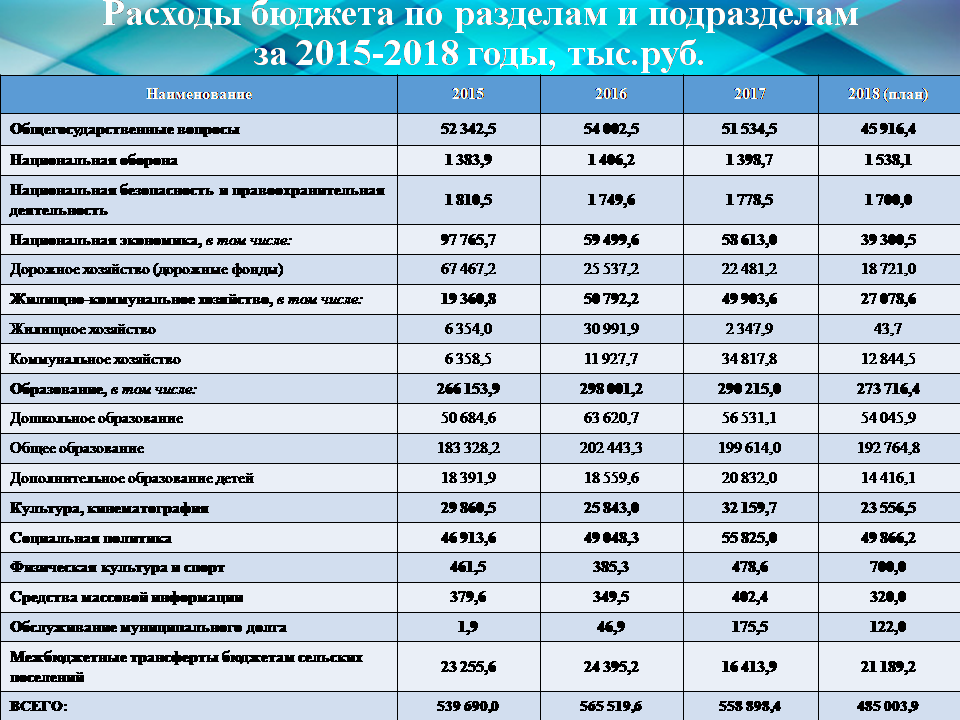 Расходы бюджета по разделам и подразделам
за 2015-2018 годы, тыс.руб.
Наименование 2015 2016 2017 2018 (план)
Общегосударственные вопросы 52 342,5 54 002,5 51 534,5 45 916,4
Национальная оборона 1 383,9 1 406,2 1 398,7 1 538,1
Национальная безопасность и правоохранительная
деятельность 1 810,5 1 749,6 1 778,5 1 700,0
Национальная экономика, в том числе: 97 765,7 59 499,6 58 613,0 39 300,5
Дорожное хозяйство (дорожные фонды) 67 467,2 25 537,2 22 481,2 18 721,0
Жилищно-коммунальное хозяйство, в том числе: 19 360,8 50 792,2 49 903,6 27 078,6
Жилищное хозяйство 6 354,0 30 991,9 2 347,9 43,7
Коммунальное хозяйство 6 358,5 11 927,7 34 817,8 12 844,5
Образование, в том числе: 266 153,9 298 001,2 290 215,0 273 716,4
Дошкольное образование 50 684,6 63 620,7 56 531,1 54 045,9
Общее образование 183 328,2 202 443,3 199 614,0 192 764,8
Дополнительное образование детей 18 391,9 18 559,6 20 832,0 14 416,1
Культура, кинематография 29 860,5 25 843,0 32 159,7 23 556,5
Социальная политика 46 913,6 49 048,3 55 825,0 49 866,2
Физическая культура и спорт 461,5 385,3 478,6 700,0
Средства массовой информации 379,6 349,5 402,4 320,0
Обслуживание муниципального долга 1,9 46,9 175,5 122,0
Межбюджетные трансферты бюджетам сельских
поселений 23 255,6 24 395,2 16 413,9 21 189,2
ВСЕГО: 539 690,0 565 519,6 558 898,4 485 003,9